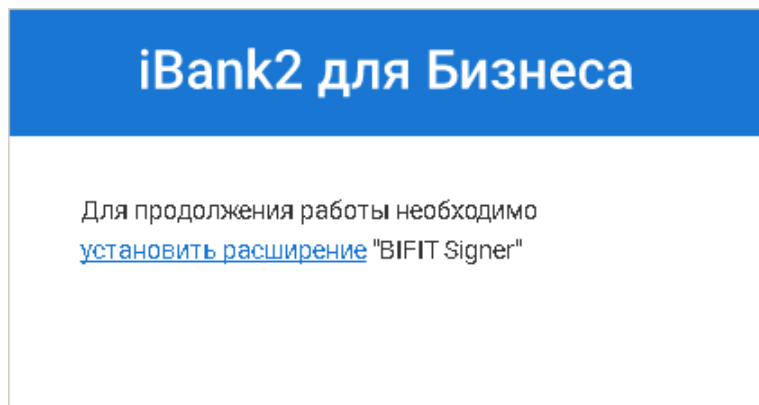 iBank2 для Бизнеса
Для продолжения работы необходимо
установить расширение "BIFIT Signer"